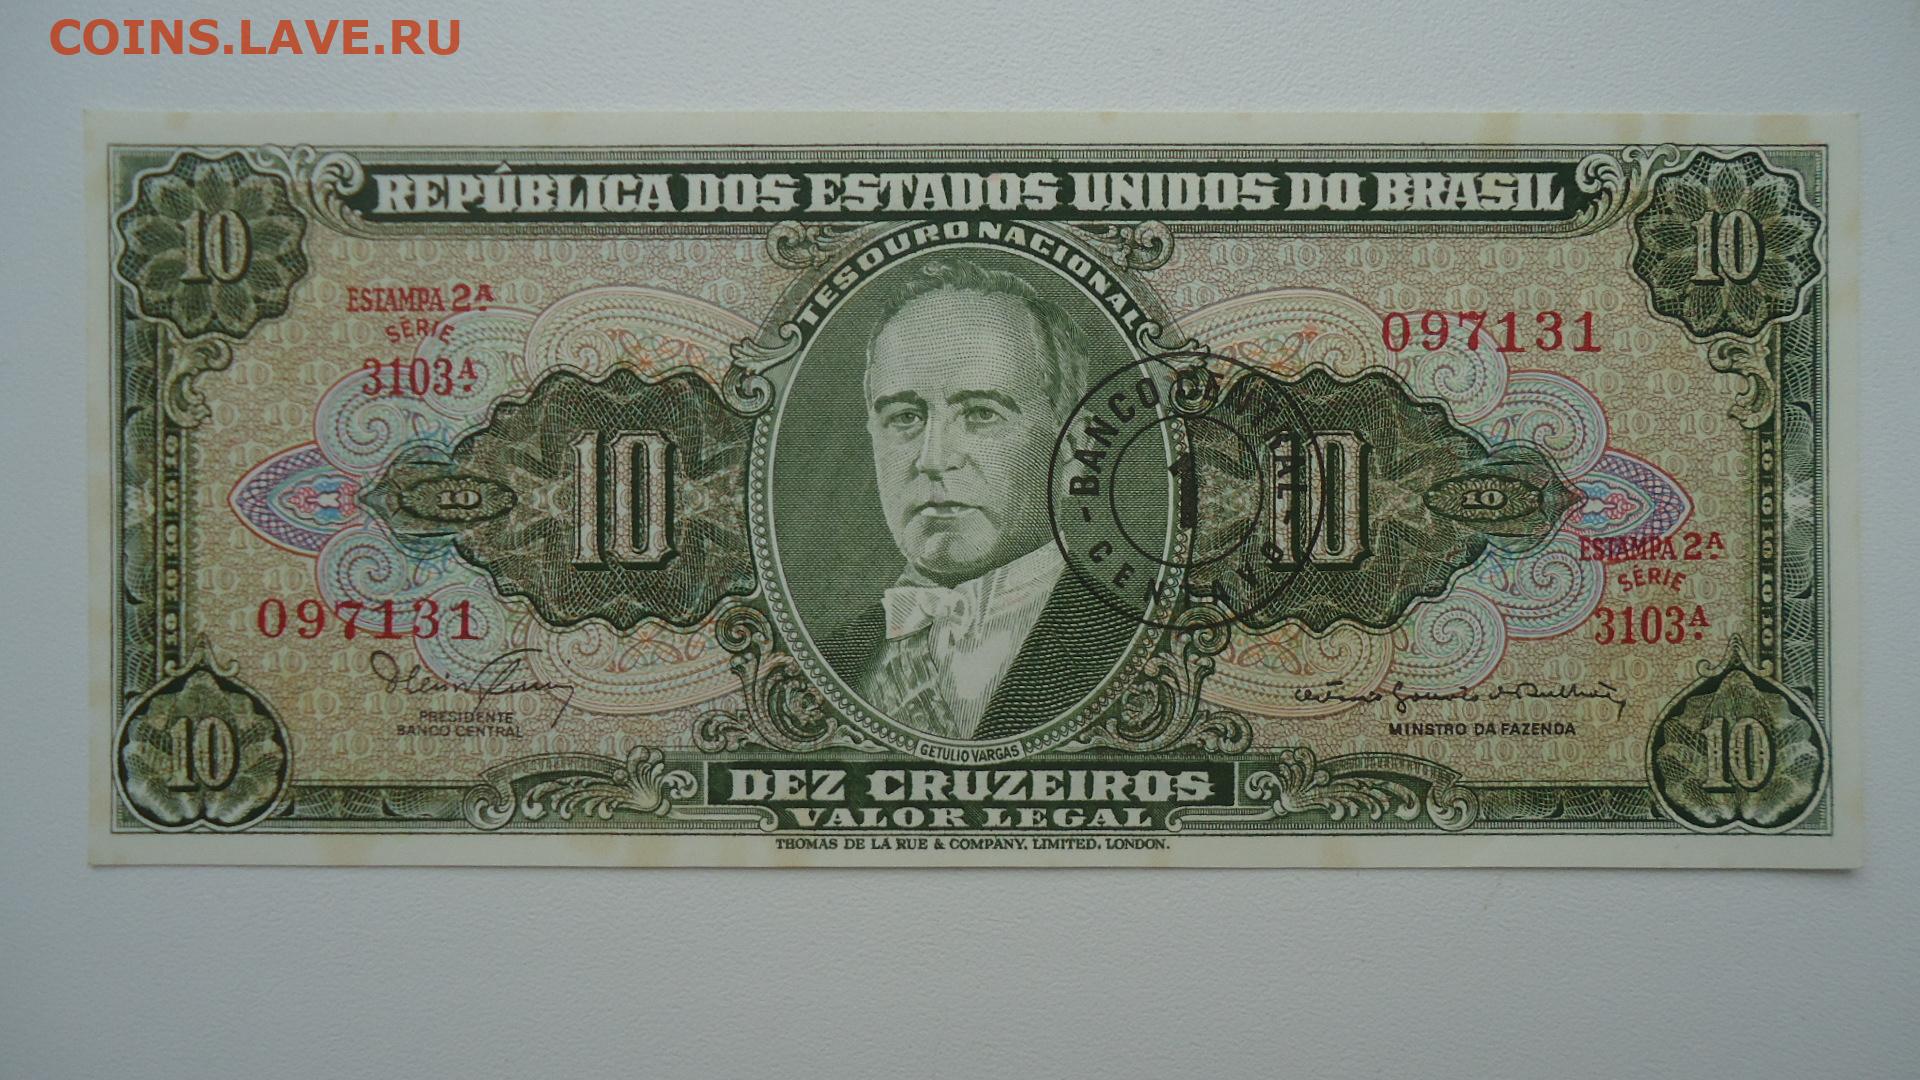 COINS.LAVE.RU
REPÚBLICA DOS ESTADOS UNIDOS DO BRASIL
10
10
TESOURO NACIONAL
ESTAMPA 2A
SÉRIE
3103A
097131
10
10
10
10
BANCO CENTRAL
1
CENTAVO
ESTAMPA 2A
SÉRIE
3103A
097131
PRESIDENTE
BANCO CENTRAL
MINSTRO DA FAZENDA
10
10
GETULIO VARGAS
DEZ CRUZEIROS
VALOR LEGAL
THOMAS DE LA RUE & COMPANY, LIMITED, LONDON.